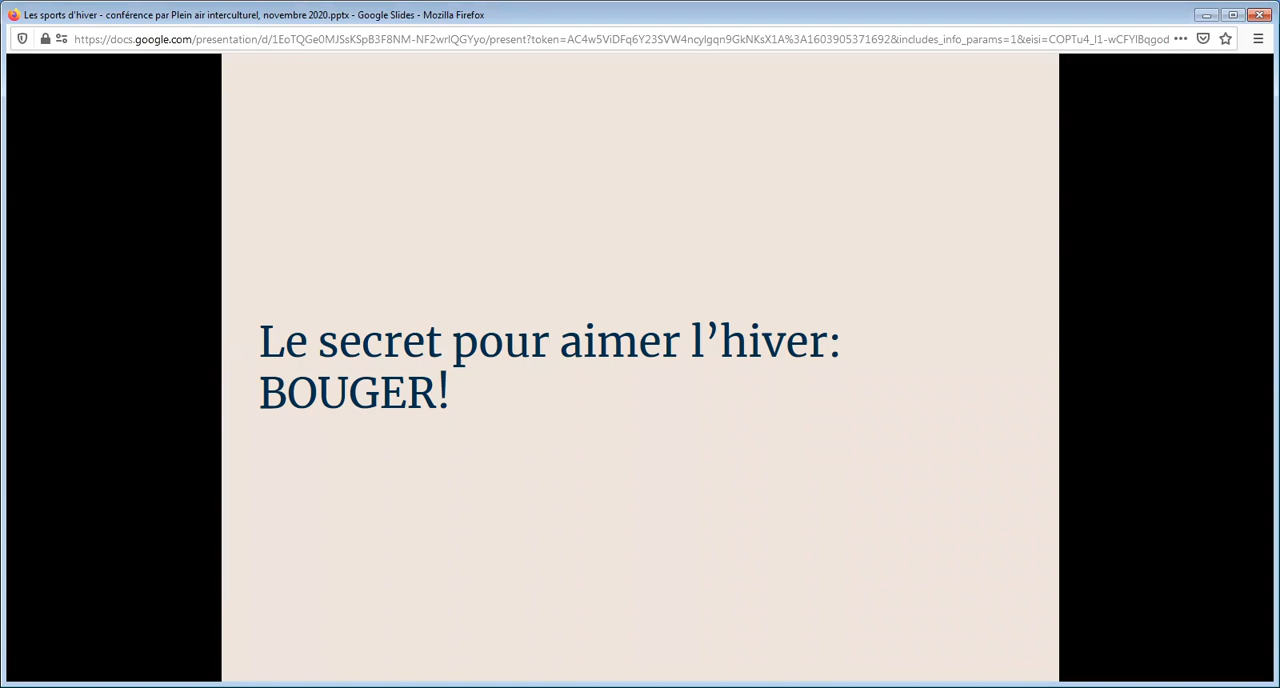 Les sports d'hiver - conférence par Plein air interculturel, novembre 2020.pptx - Google Slides - Mozilla Firefox
https://docs.google.com/presentation/d/1EoTQGe0MJSsKSpB3F8NM-NF2wrlQGYyo/present?token=AC4w5ViDFq6Y23SVW4ncylgqn9GkNKsX1A%3A1603905371692&includes_info_params=1&eisi=COPTu4_l1-wCFYlBqgod
Le secret pour aimer l’hiver:
BOUGER!